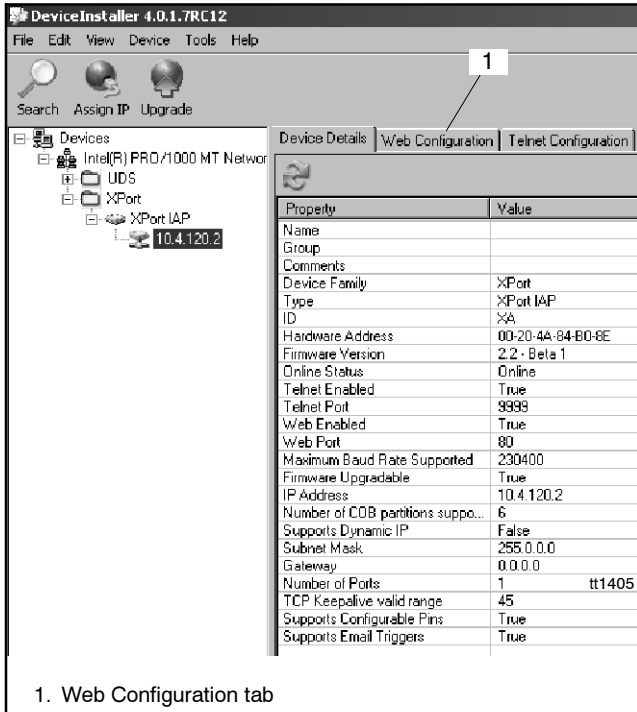 DeviceInstaller 4.0.1.7RC12
File Edit View Device Tools Help
1
Search Assign IP Upgrade
Devices
Intel(R) PRO/1000 MT Networ
UDS
XPort
XPort IAP
10.4.120.2
Device Details Web Configuration Telnet Configuration
Property Value
Name
Group
Comments
Device Family XPort
Type XPort IAP
ID XA
Hardware Address 00-20-4A-84-B0-8E
Firmware Version 2.2 - Beta 1
Online Status Online
Telnet Enabled True
Telnet Port 9999
Web Enabled True
Web Port 80
Maximum Baud Rate Supported 230400
Firmware Upgradable True
IP Address 10.4.120.2
Number of COB partitions suppo... 6
Supports Dynamic IP False
Subnet Mask 255.0.0.0
Gateway 0.0.0.0
Number of Ports 1 tt1405
TCP Keepalive valid range 45
Supports Configurable Pins True
Supports Email Triggers True
1. Web Configuration tab